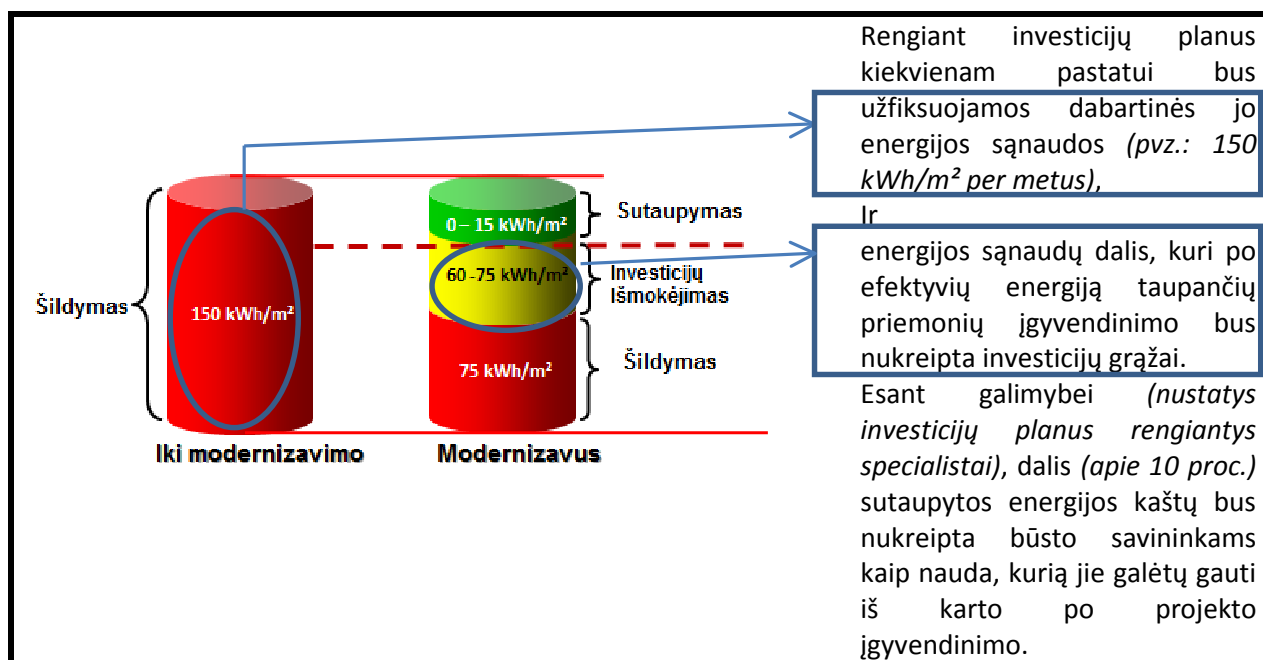 Šildymas
150 kWh/m²
Iki modernizavimo
0 – 15 kWh/m²
60 -75 kWh/m²
75 kWh/m²
Modernizavus
Sutaupymas
Investicijų
Išmokėjimas
Šildymas
Rengiant investicijų planus
kiekvienam pastatui bus
užfiksuojamos dabartinės jo
energijos sąnaudos (pvz.: 150
kWh/m² per metus),
Ir
energijos sąnaudų dalis, kuri po
efektyvių energiją taupančių
priemonių įgyvendinimo bus
nukreipta investicijų grąžai.
Esant galimybei (nustatys
investicijų planus rengiantys
specialistai), dalis (apie 10 proc.)
sutaupytos energijos kaštų bus
nukreipta būsto savininkams
kaip nauda, kurią jie galėtų gauti
iš karto po projekto
įgyvendinimo.